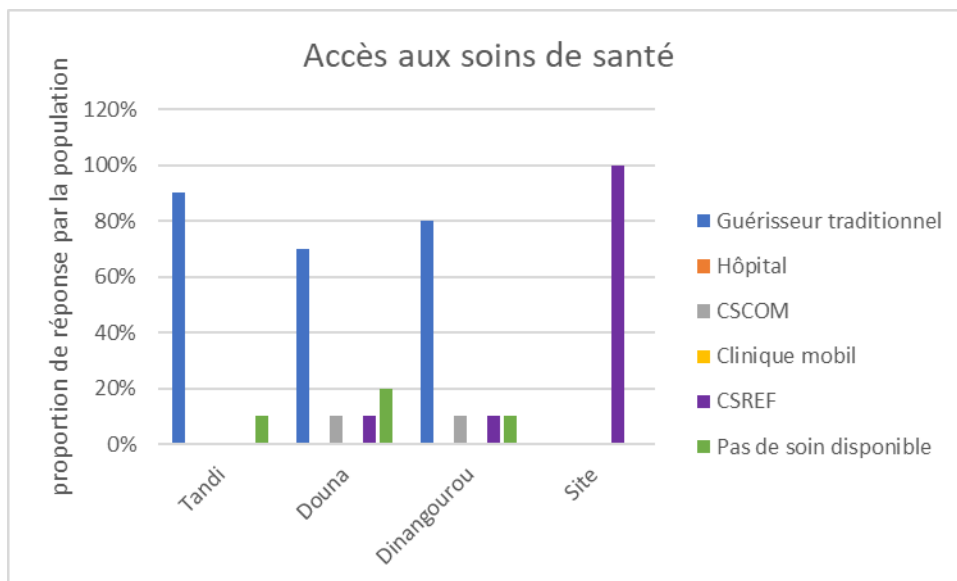 Accès aux soins de santé
proportion de réponse par la population
120%
100%
80%
60%
40%
20%
0%
Tandi
Douna
Dinangourou
Site
Guérisseur traditionnel
Hôpital
CSCOM
Clinique mobil
CSREF
Pas de soin disponible